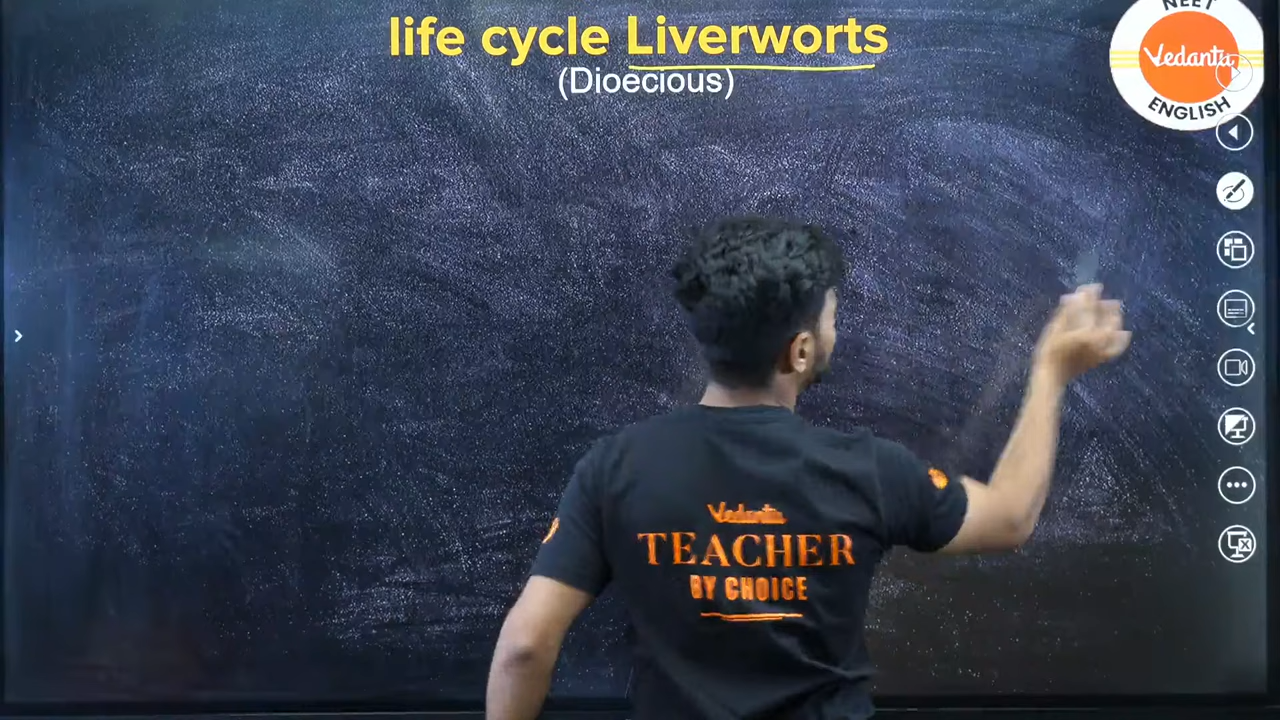 life cycle Liverworts
(Dioecious)
NEET
Vedantu
ENGLISH
Vedantu
TEACHER
BY CHOICE